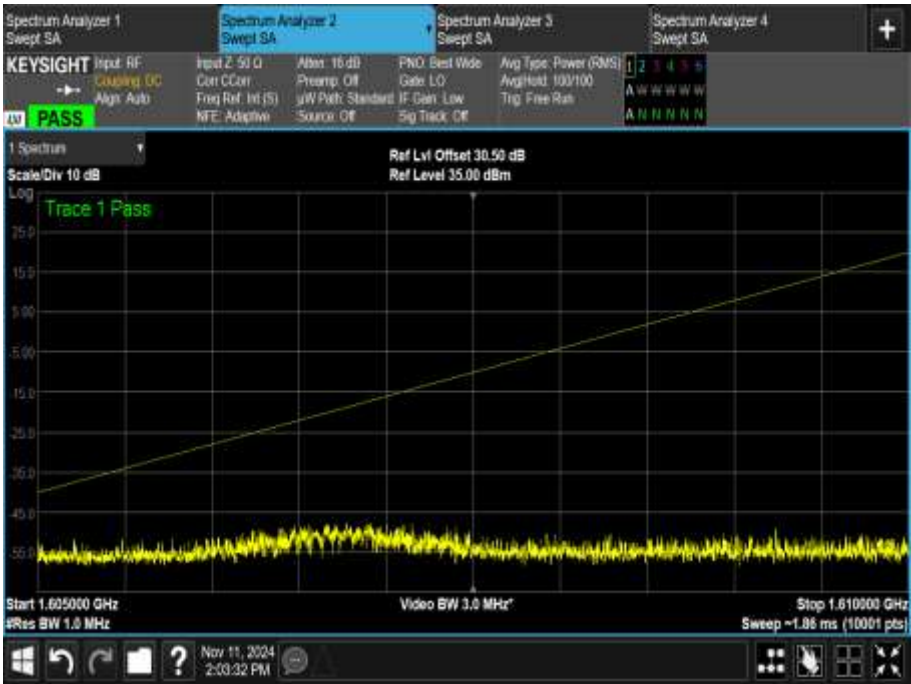 Spectrum Analyzer 1
Swept SA
Spectrum Analyzer 2
Swept SA
Spectrum Analyzer 3
Swept SA
Spectrum Analyzer 4
Swept SA
+
KEYSIGHT
Input: RF
Coupling: DC
Align: Auto
LXI
PASS
Input Z: 50 Ω
Corr CCorr
Freq Ref: Int (S)
NFE: Adaptive
Atten: 16 dB
Preamp: Off
µW Path: Standard
Source: Off
PNO: Best Wide
Gate: LO
IF Gain: Low
Sig Track: Off
Avg Type: Power (RMS)
Avg|Hold: 100/100
Trig: Free Run
1 2 3 4 5 6
A W W W W W
A N N N N N
1 Spectrum
Scale/Div 10 dB
Ref Lvl Offset 30.50 dB
Ref Level 35.00 dBm
Log
Trace 1 Pass
25.0
15.0
5.00
-5.00
-15.0
-25.0
-35.0
-45.0
-55.0
Start 1.605000 GHz
#Res BW 1.0 MHz
Video BW 3.0 MHz*
Stop 1.610000 GHz
Sweep ~1.86 ms (10001 pts)
?
Nov 11, 2024
2:03:32 PM